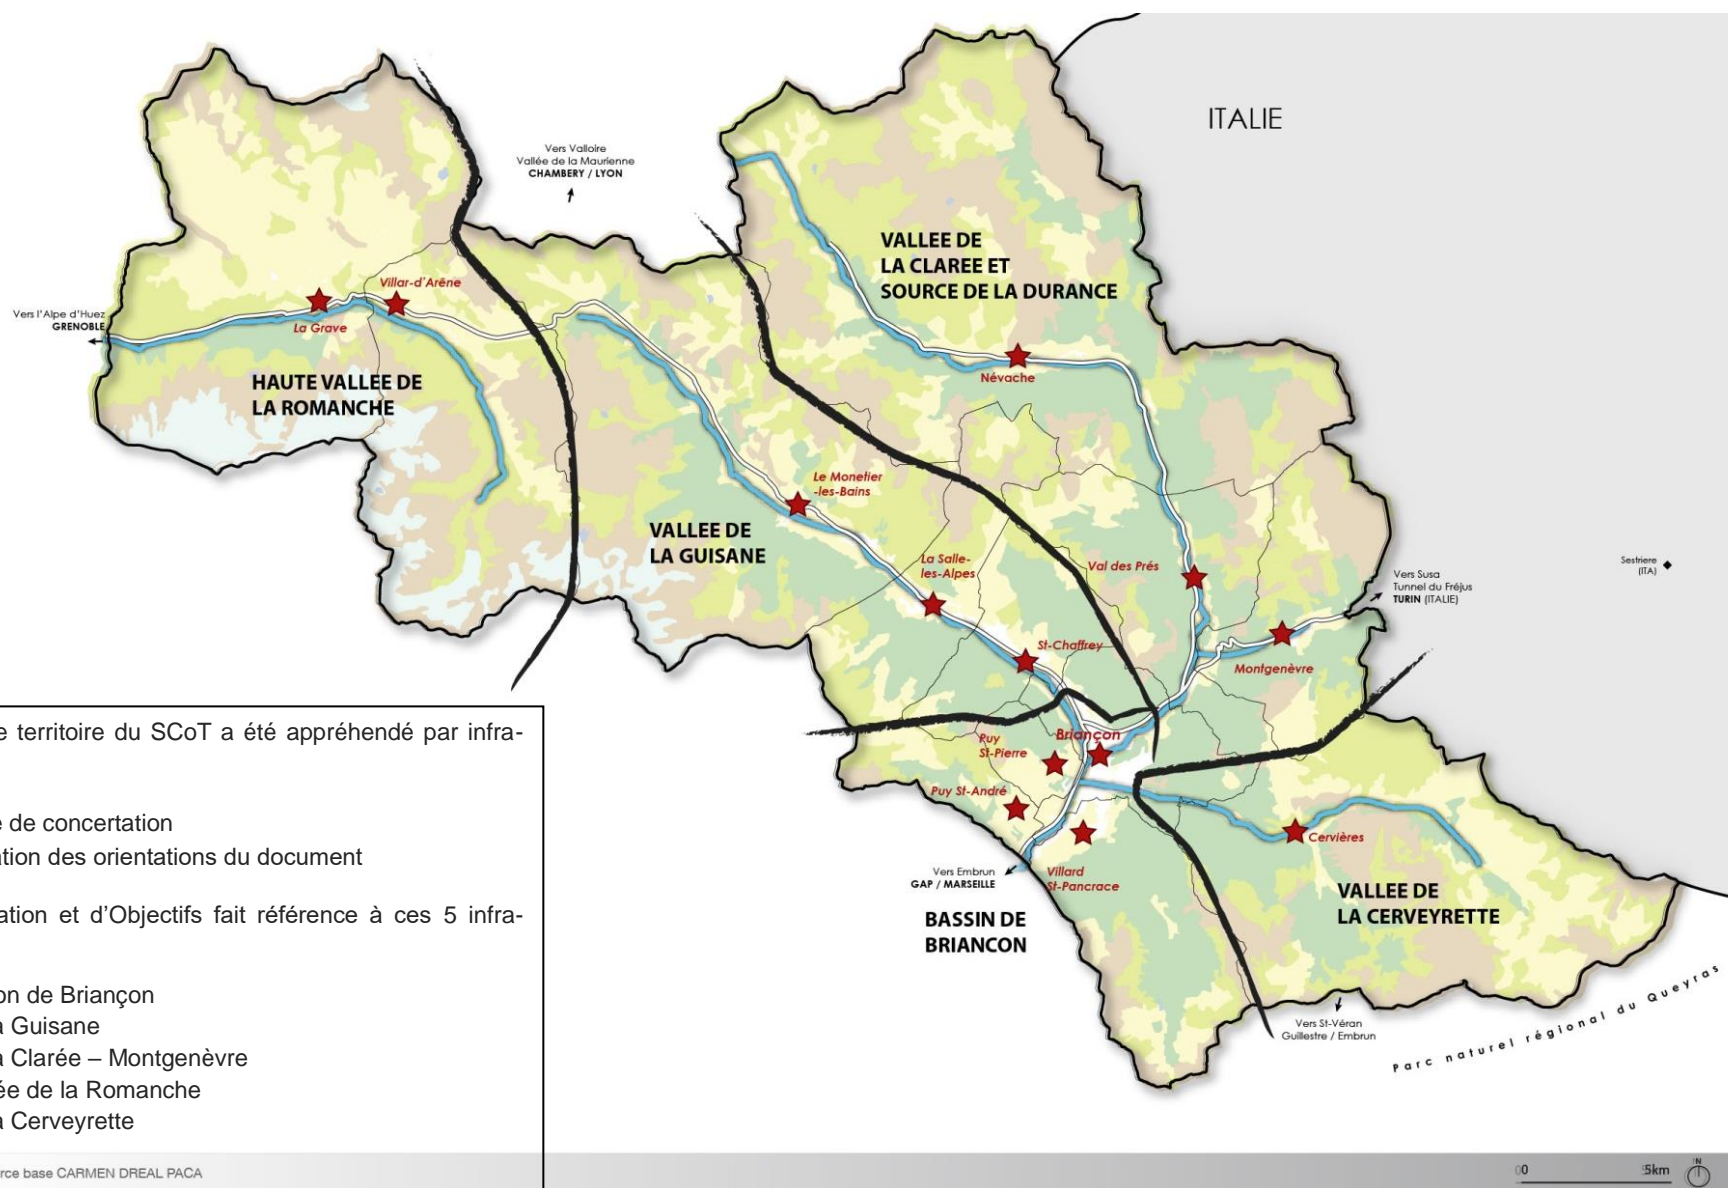 ITALIE
Vers Valloire
Vallée de la Maurienne
CHAMBERY / LYON
VALLEE DE
LA CLAREE ET
SOURCE DE LA DURANCE
Villar-d'Arêne
La Grave
Vers l'Alpe d'Huez
GRENOBLE
HAUTE VALLEE DE
LA ROMANCHE
Névache
Le Monetier
-les-Bains
VALLEE DE
LA GUISANE
La Salle-
les-Alpes
Val des Prés
Sestriere
(ITA)
Vers Susa
Tunnel du Fréjus
TURIN (ITALIE)
St-Chaffrey
Montgenèvre
Briançon
Puy
St-Pierre
Puy St-André
Cervières
Vers Embrun
GAP / MARSEILLE
Villard
St-Pancrace
BASSIN DE
BRIANCON
VALLEE DE
LA CERVEYRETTE
Vers St-Véran
Guillestre / Embrun
Parc naturel régional du Queyras
e territoire du SCoT a été appréhendé par infra-
e de concertation
ation des orientations du document
ation et d'Objectifs fait référence à ces 5 infra-
on de Briançon
a Guisane
a Clarée – Montgenèvre
ée de la Romanche
a Cerveyrette
rce base CARMEN DREAL PACA
0 5km
N